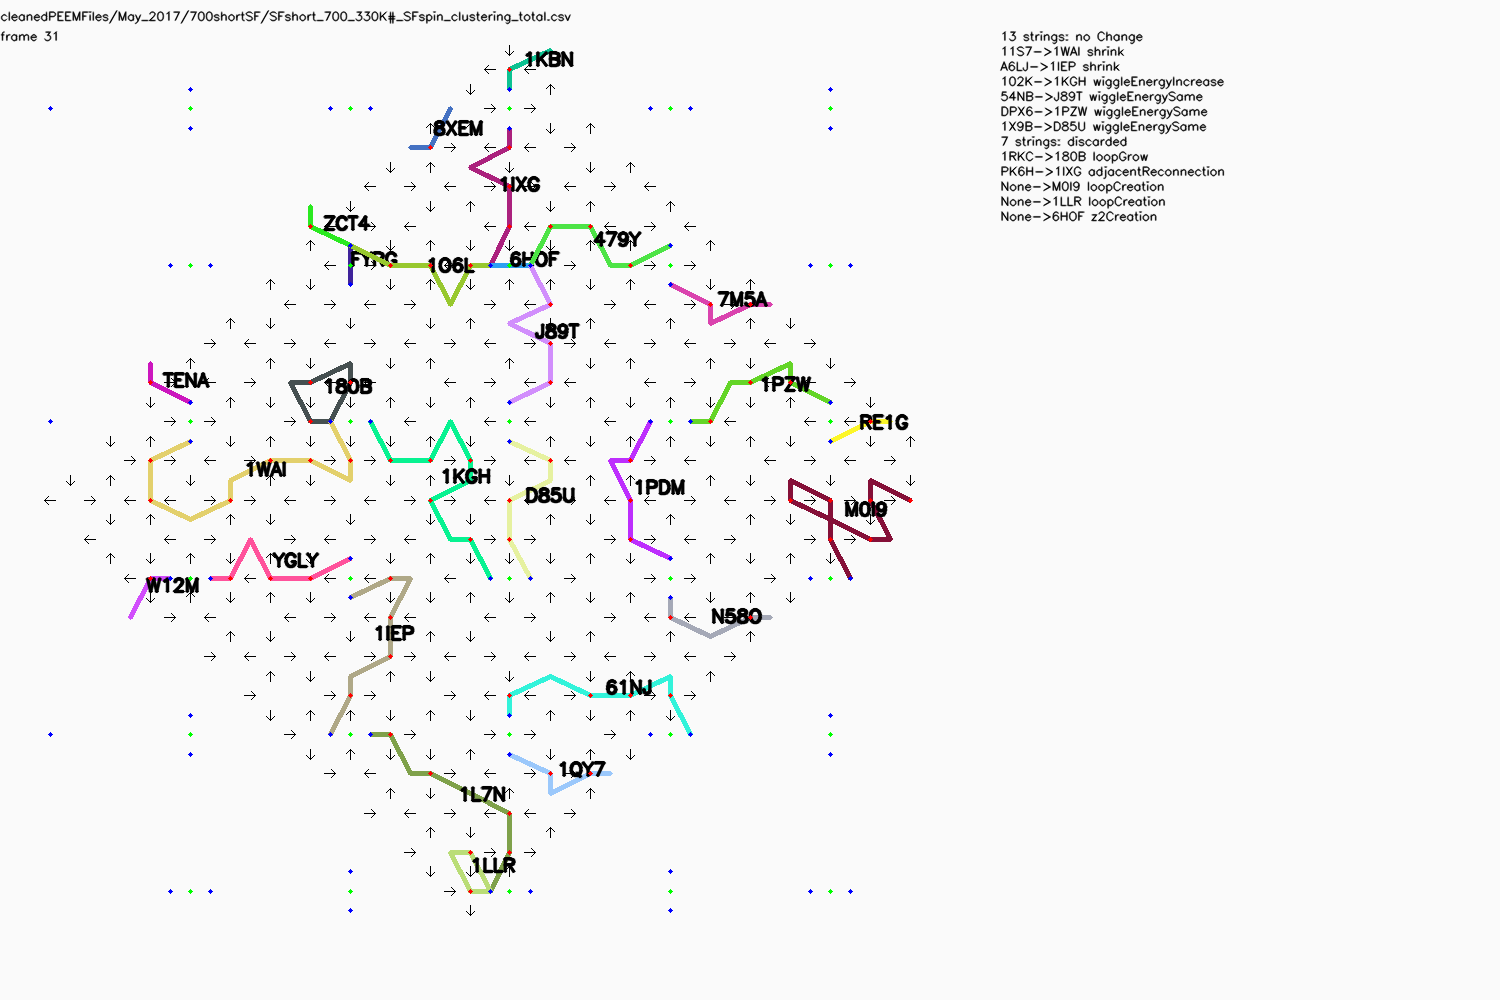 cleanedPEEMFiles/May_2017/700shortSF/SFshort_700_330K#_SFspin_clustering_total.csv
frame 31
13 strings: no Change
11S7->1WAI shrink
A6LJ->1IEP shrink
102K->1KGH wiggleEnergyIncrease
54NB->J89T wiggleEnergySame
DPX6->1PZW wiggleEnergySame
1X9B->D85U wiggleEnergySame
7 strings: discarded
1RKC->180B loopGrow
PK6H->1IXG adjacentReconnection
None->M0I9 loopCreation
None->1LLR loopCreation
None->6HOF z2Creation
1KBN
8XEM
1IXG
ZCT4
479Y
FYRG
1O6L
6HOF
7M5A
J89T
TENA
180B
1PZW
RE1G
1WAI
1KGH
D85U
1PDM
M0I9
YGLY
W12M
N58O
1IEP
61NJ
1QY7
1L7N
1LLR